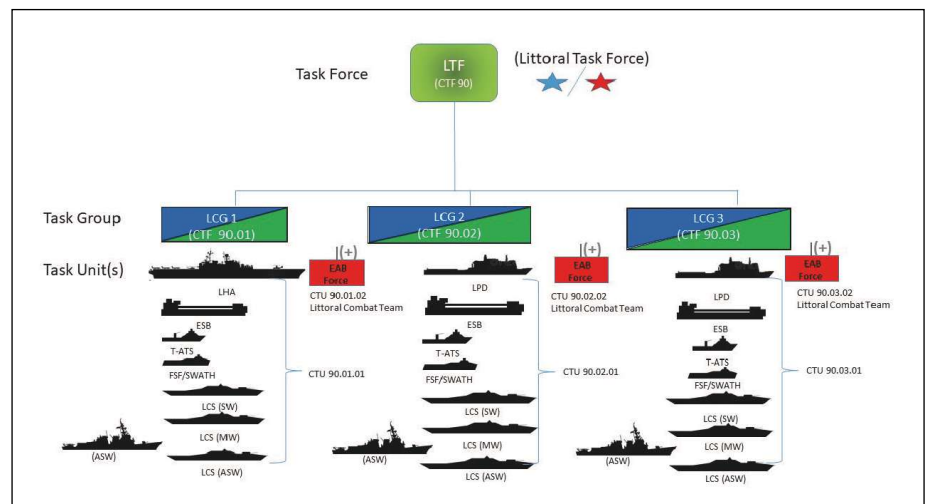 Task Force
LTF
(CTF 90)
(Littoral Task Force)
Task Group
LCG 1
(CTF 90.01)
LCG 2
(CTF 90.02)
LCG 3
(CTF 90.03)
Task Unit(s)
|(+)
EAB
Force
CTU 90.01.02
Littoral Combat Team
LHA
ESB
T-ATS
FSF/SWATH
CTU 90.01.01
LCS (SW)
LCS (MW)
(ASW)
LCS (ASW)
|(+)
EAB
Force
CTU 90.02.02
Littoral Combat Team
LPD
ESB
T-ATS
FSF/SWATH
CTU 90.02.01
LCS (SW)
LCS (MW)
(ASW)
LCS (ASW)
|(+)
EAB
Force
CTU 90.03.02
Littoral Combat Team
LPD
ESB
T-ATS
FSF/SWATH
CTU 90.03.01
LCS (SW)
LCS (MW)
(ASW)
LCS (ASW)